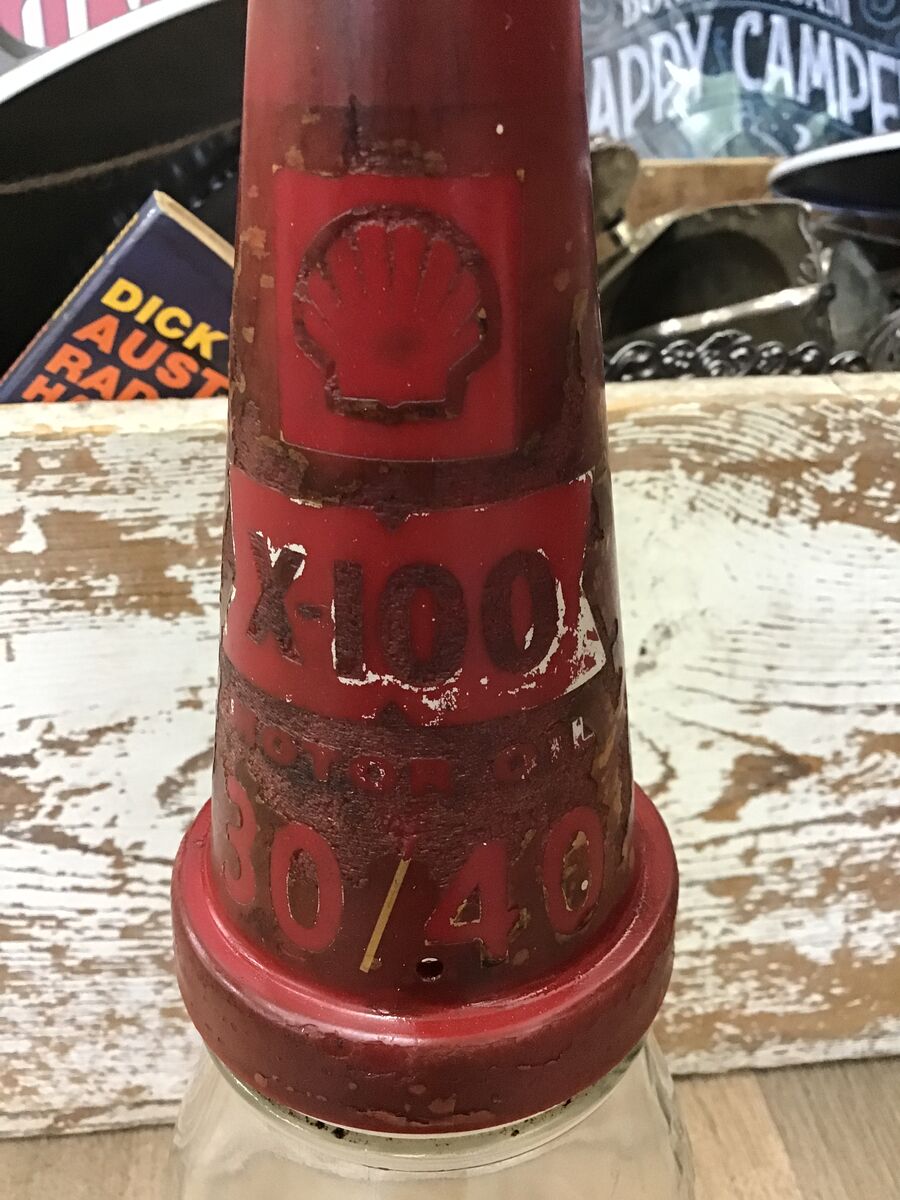 APPY CAMPE
DICK
AUST
RAD
X-100
MOTOR OIL
30/40